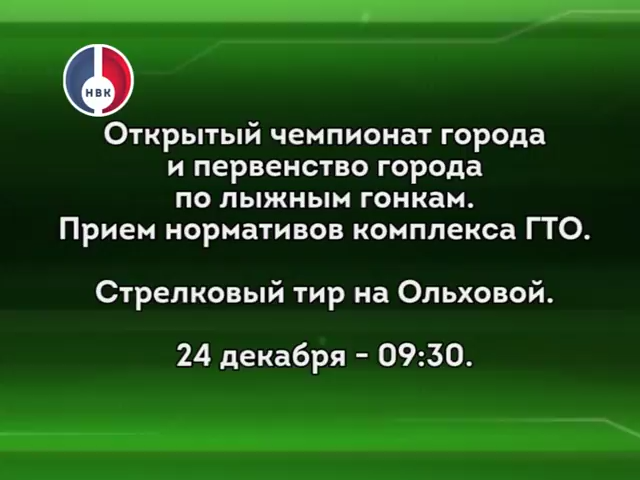 НВК
Открытый чемпионат города
и первенство города
по лыжным гонкам.
Прием нормативов комплекса ГТО.
Стрелковый тир на Ольховой.
24 декабря - 09:30.